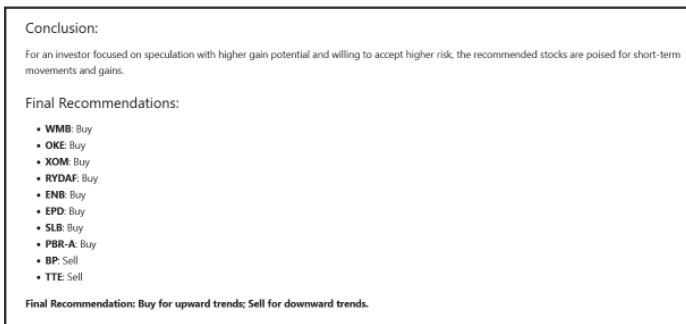 Conclusion:
For an investor focused on speculation with higher gain potential and willing to accept higher risk, the recommended stocks are poised for short-term
movements and gains.
Final Recommendations:
• WMB: Buy
• OKE: Buy
• XOM: Buy
• RYDAF: Buy
• ENB: Buy
• EPD: Buy
• SLB: Buy
• PBR-A: Buy
• BP: Sell
• TTE: Sell
Final Recommendation: Buy for upward trends; Sell for downward trends.